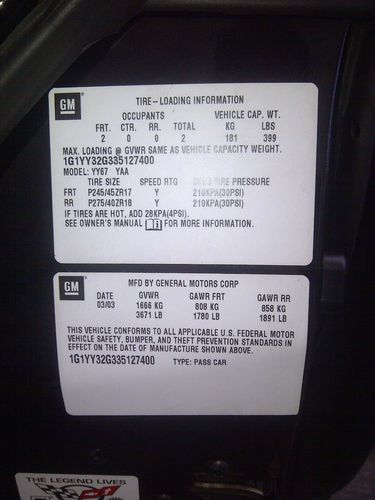 GM
TIRE-LOADING INFORMATION
OCCUPANTS VEHICLE CAP. WT.
FRT. CTR. RR. TOTAL KG LBS
2 0 0 2 181 399
MAX. LOADING @ GVWR SAME AS VEHICLE CAPACITY WEIGHT.
1G1YY32G335127400
MODEL: YY67 YAA
TIRE SIZE SPEED RTG TIRE PRESSURE
FRT P245/45ZR17 Y 210KPA(30PSI)
RR P275/40ZR18 Y 210KPA(30PSI)
IF TIRES ARE HOT, ADD 28KPA(4PSI).
SEE OWNER'S MANUAL i FOR MORE INFORMATION.
GM
MFD BY GENERAL MOTORS CORP
DATE GVWR GAWR FRT GAWR RR
03/03 1666 KG 808 KG 858 KG
3671 LB 1780 LB 1891 LB
THIS VEHICLE CONFORMS TO ALL APPLICABLE U.S. FEDERAL MOTOR
VEHICLE SAFETY, BUMPER, AND THEFT PREVENTION STANDARDS IN
EFFECT ON THE DATE OF MANUFACTURE SHOWN ABOVE.
1G1YY32G335127400 TYPE: PASS CAR
THE LEGEND LIVES